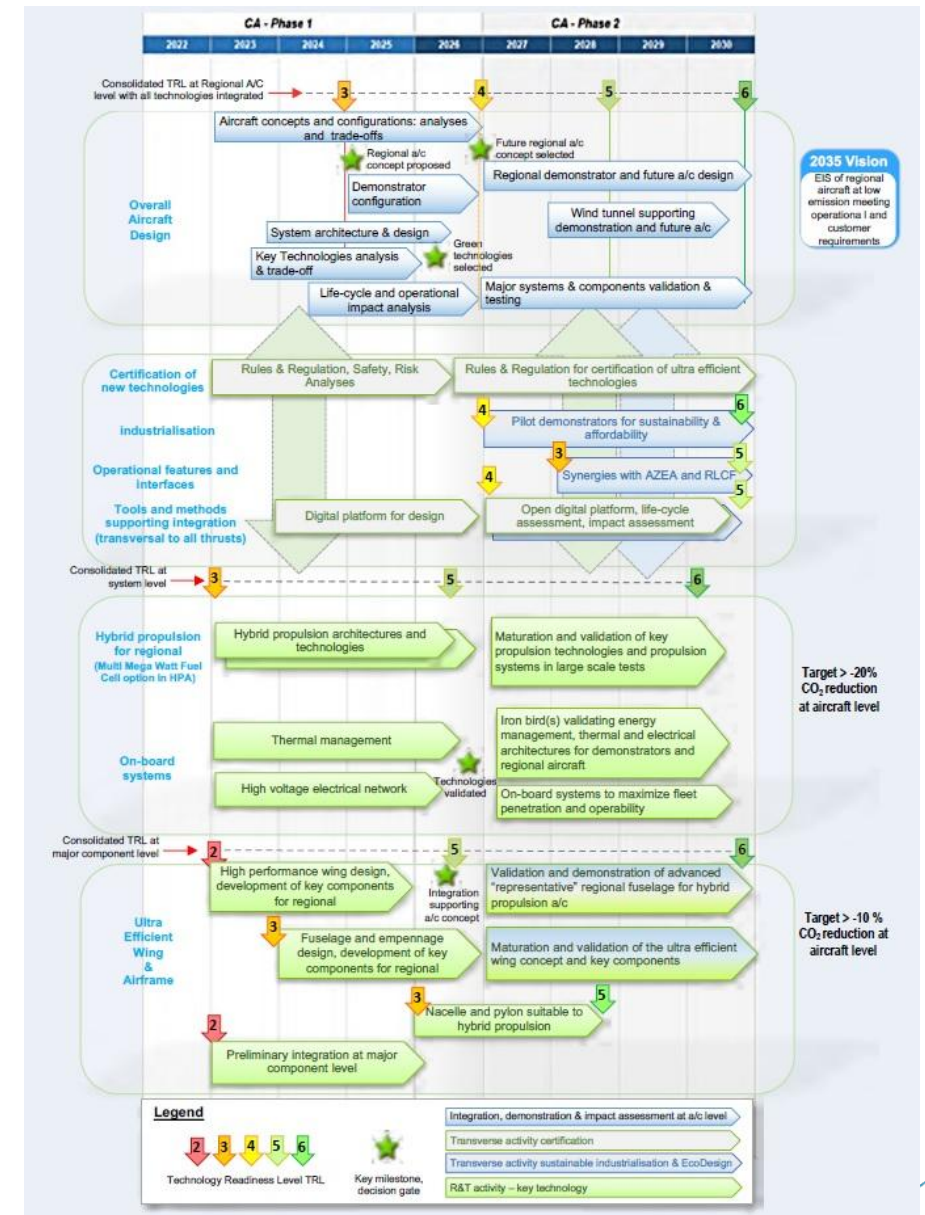 CA - Phase 1
CA - Phase 2
2022
2023
2024
2025
2026
2027
2028
2029
2030
Consolidated TRL at Regional A/C
level with all technologies integrated
3
4
5
6
Overall
Aircraft
Design
Aircraft concepts and configurations: analyses
and trade-offs
Regional a/c
concept proposed
Future regional a/c
concept selected
Demonstrator
configuration
Regional demonstrator and future a/c design
Wind tunnel supporting
demonstration and future a/c
System architecture & design
Green
technologies
selected
Key Technologies analysis
& trade-off
Life-cycle and operational
impact analysis
Major systems & components validation &
testing
2035 Vision
EIS of regional
aircraft at low
emission meeting
operationa l and
customer
requirements
Certification of
new technologies
Rules & Regulation, Safety, Risk
Analyses
Rules & Regulation for certification of ultra efficient
technologies
industrialisation
4
6
Pilot demonstrators for sustainability &
affordability
Operational features and
interfaces
3
5
Synergies with AZEA and RLCF
Tools and methods
supporting integration
(transversal to all thrusts)
4
5
Digital platform for design
Open digital platform, life-cycle
assessment, impact assessment
Consolidated TRL at
system level
3
5
6
Hybrid propulsion
for regional
(Multi Mega Watt Fuel
Cell option in HPA)
Hybrid propulsion architectures and
technologies
Maturation and validation of key
propulsion technologies and propulsion
systems in large scale tests
Target > -20%
CO2 reduction
at aircraft level
On-board
systems
Thermal management
Iron bird(s) validating energy
management, thermal and electrical
architectures for demonstrators and
regional aircraft
High voltage electrical network
Technologies
validated
On-board systems to maximize fleet
penetration and operability
Consolidated TRL at
major component level
2
5
6
Ultra
Efficient
Wing
&
Airframe
High performance wing design,
development of key components
for regional
Integration
supporting
a/c concept
Validation and demonstration of advanced
“representative” regional fuselage for hybrid
propulsion a/c
Target > -10 %
CO2 reduction at
aircraft level
3
Fuselage and empennage
design, development of key
components for regional
Maturation and validation of the ultra efficient
wing concept and key components
3
5
Nacelle and pylon suitable to
hybrid propulsion
2
Preliminary integration at major
component level
Legend
2
3
4
5
6
Technology Readiness Level TRL
Key milestone,
decision gate
Integration, demonstration & impact assessment at a/c level
Transverse activity certification
Transverse activity sustainable industrialisation & EcoDesign
R&T activity – key technology